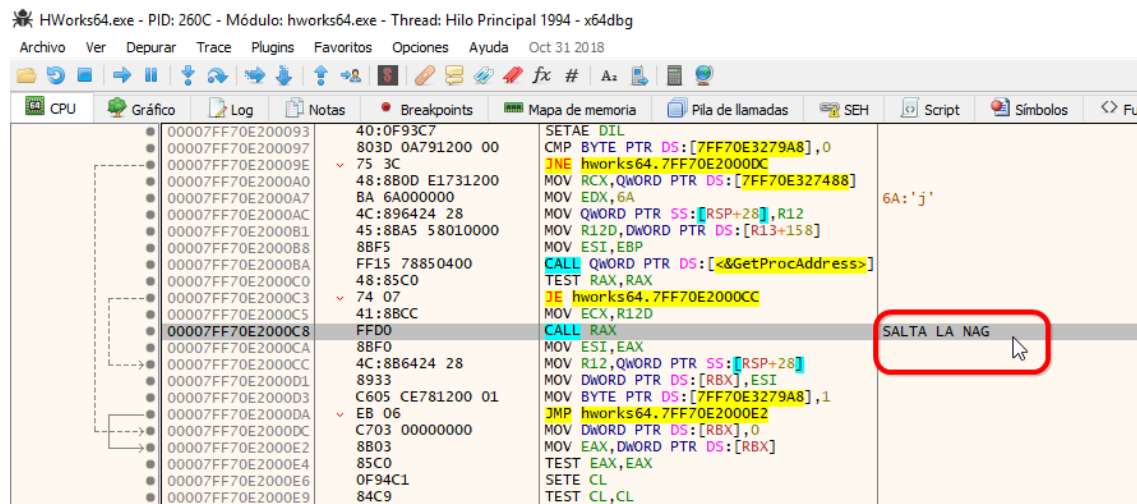 HWorks64.exe - PID: 260C - Módulo: hworks64.exe - Thread: Hilo Principal 1994 - x64dbg
Archivo Ver Depurar Trace Plugins Favoritos Opciones Ayuda Oct 31 2018
CPU Gráfico Log Notas Breakpoints Mapa de memoria Pila de llamadas SEH Script Símbolos Fu
00007FF70E200093 40:0F93C7 SETAE DIL
00007FF70E200097 803D 0A791200 00 CMP BYTE PTR DS:[7FF70E3279A8],0
00007FF70E20009E 75 3C JNE hworks64.7FF70E2000DC
00007FF70E2000A0 48:8B0D E1731200 MOV RCX,QWORD PTR DS:[7FF70E327488]
00007FF70E2000A7 BA 6A000000 MOV EDX,6A 6A:'j'
00007FF70E2000AC 4C:896424 28 MOV QWORD PTR SS:[RSP+28],R12
00007FF70E2000B1 45:8BA5 58010000 MOV R12D,DWORD PTR DS:[R13+158]
00007FF70E2000B8 8BF5 MOV ESI,EBP
00007FF70E2000BA FF15 78850400 CALL QWORD PTR DS:[<&GetProcAddress>]
00007FF70E2000C0 48:85C0 TEST RAX,RAX
00007FF70E2000C3 74 07 JE hworks64.7FF70E2000CC
00007FF70E2000C5 41:8BCC MOV ECX,R12D
00007FF70E2000C8 FFD0 CALL RAX SALTA LA NAG
00007FF70E2000CA 8BF0 MOV ESI,EAX
00007FF70E2000CC 4C:8B6424 28 MOV R12,QWORD PTR SS:[RSP+28]
00007FF70E2000D1 8933 MOV DWORD PTR DS:[RBX],ESI
00007FF70E2000D3 C605 CE781200 01 MOV BYTE PTR DS:[7FF70E3279A8],1
00007FF70E2000DA EB 06 JMP hworks64.7FF70E2000E2
00007FF70E2000DC C703 00000000 MOV DWORD PTR DS:[RBX],0
00007FF70E2000E2 8B03 MOV EAX,DWORD PTR DS:[RBX]
00007FF70E2000E4 85C0 TEST EAX,EAX
00007FF70E2000E6 0F94C1 SETE CL
00007FF70E2000E9 84C9 TEST CL,CL